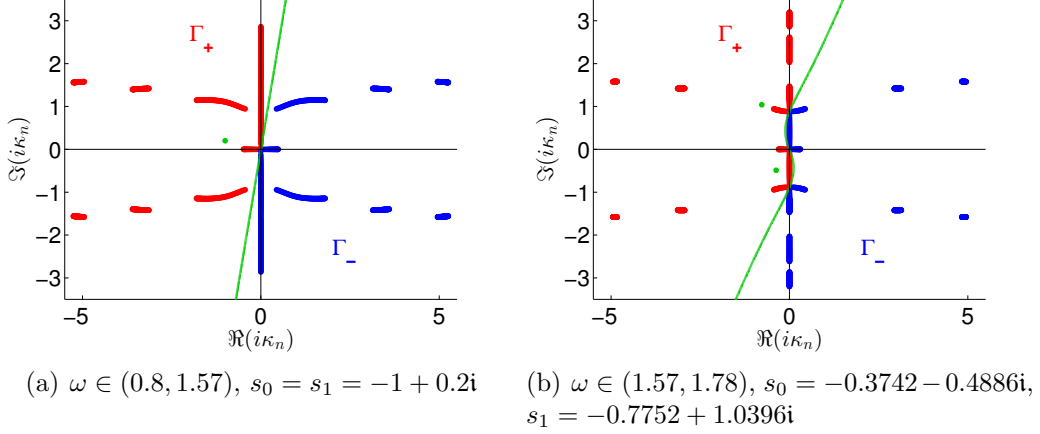 3
2
1
0
−1
−2
−3
−5 0 5
ℑ(iκₙ)
ℜ(iκₙ)
Γ₊
Γ₋
3
2
1
0
−1
−2
−3
−5 0 5
ℑ(iκₙ)
ℜ(iκₙ)
Γ₊
Γ₋
(a) ω ∈ (0.8, 1.57), s₀ = s₁ = −1 + 0.2i
(b) ω ∈ (1.57, 1.78), s₀ = −0.3742 − 0.4886i,
s₁ = −0.7752 + 1.0396i